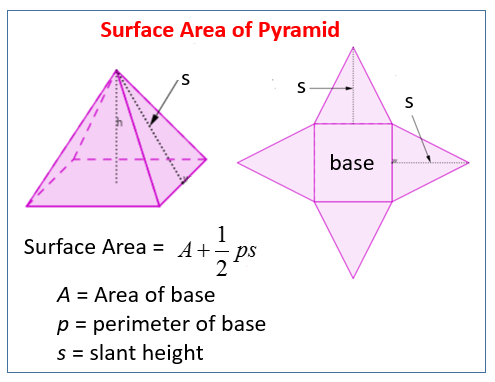 Surface Area of Pyramid
s
h
s
s
base
Surface Area = A + 1/2 ps
A = Area of base
p = perimeter of base
s = slant height